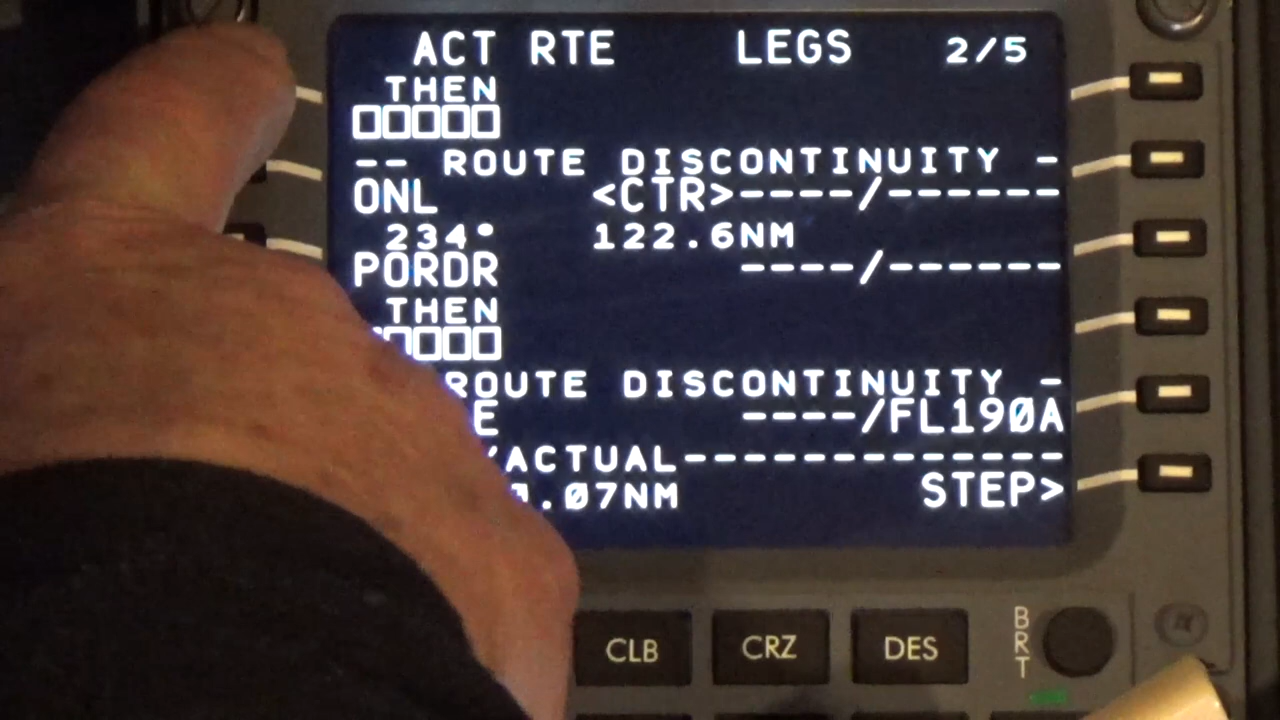 ACT RTE LEGS 2/5
THEN
□□□□□
-- ROUTE DISCONTINUITY -
ONL <CTR>----/------
234° 122.6NM
PORDR ----/------
THEN
□□□□
ROUTE DISCONTINUITY -
E ----/FL190A
/ACTUAL-------------
.07NM STEP>
CLB CRZ DES BRT